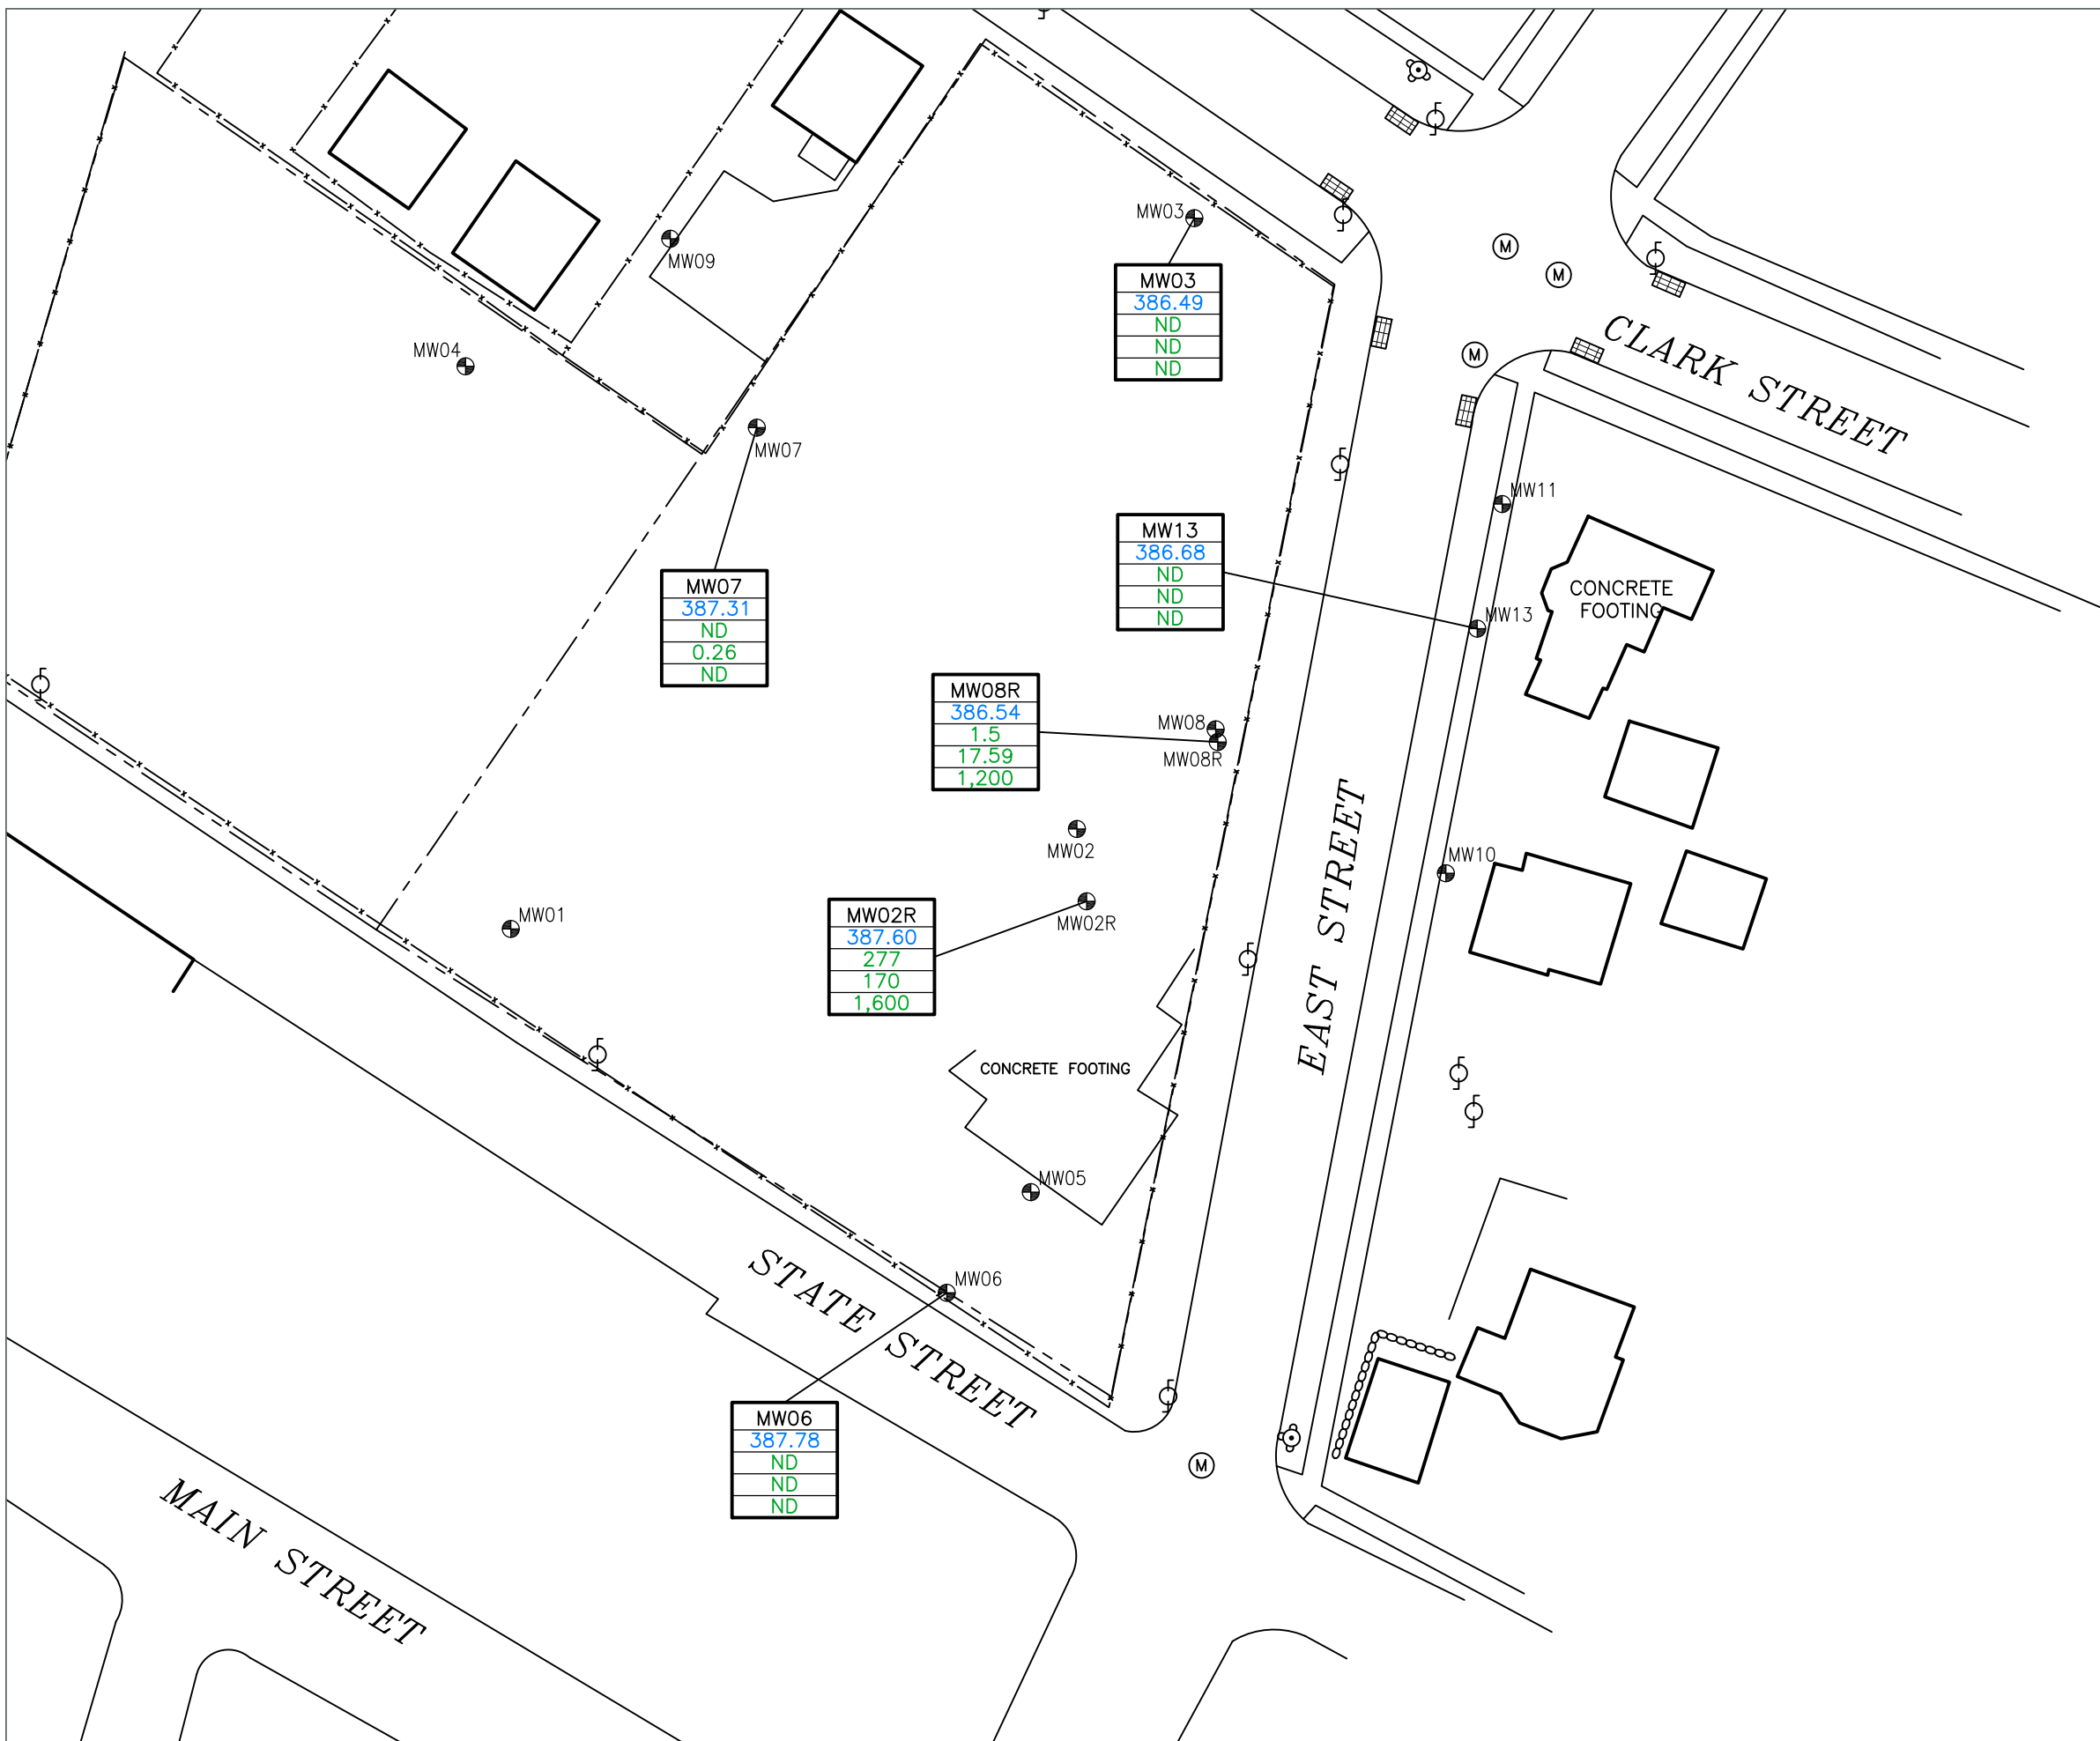 MW03
MW03
386.49
ND
ND
ND
MW09
M
M
M
CLARK STREET
MW04
MW07
MW07
387.31
ND
0.26
ND
MW11
MW13
386.68
ND
ND
ND
CONCRETE
FOOTING
MW13
MW08R
386.54
1.5
17.59
1,200
MW08
MW08R
MW02
EAST STREET
MW10
MW01
MW02R
387.60
277
170
1,600
MW02R
CONCRETE FOOTING
MW05
MW06
STATE STREET
MW06
387.78
ND
ND
ND
M
MAIN STREET